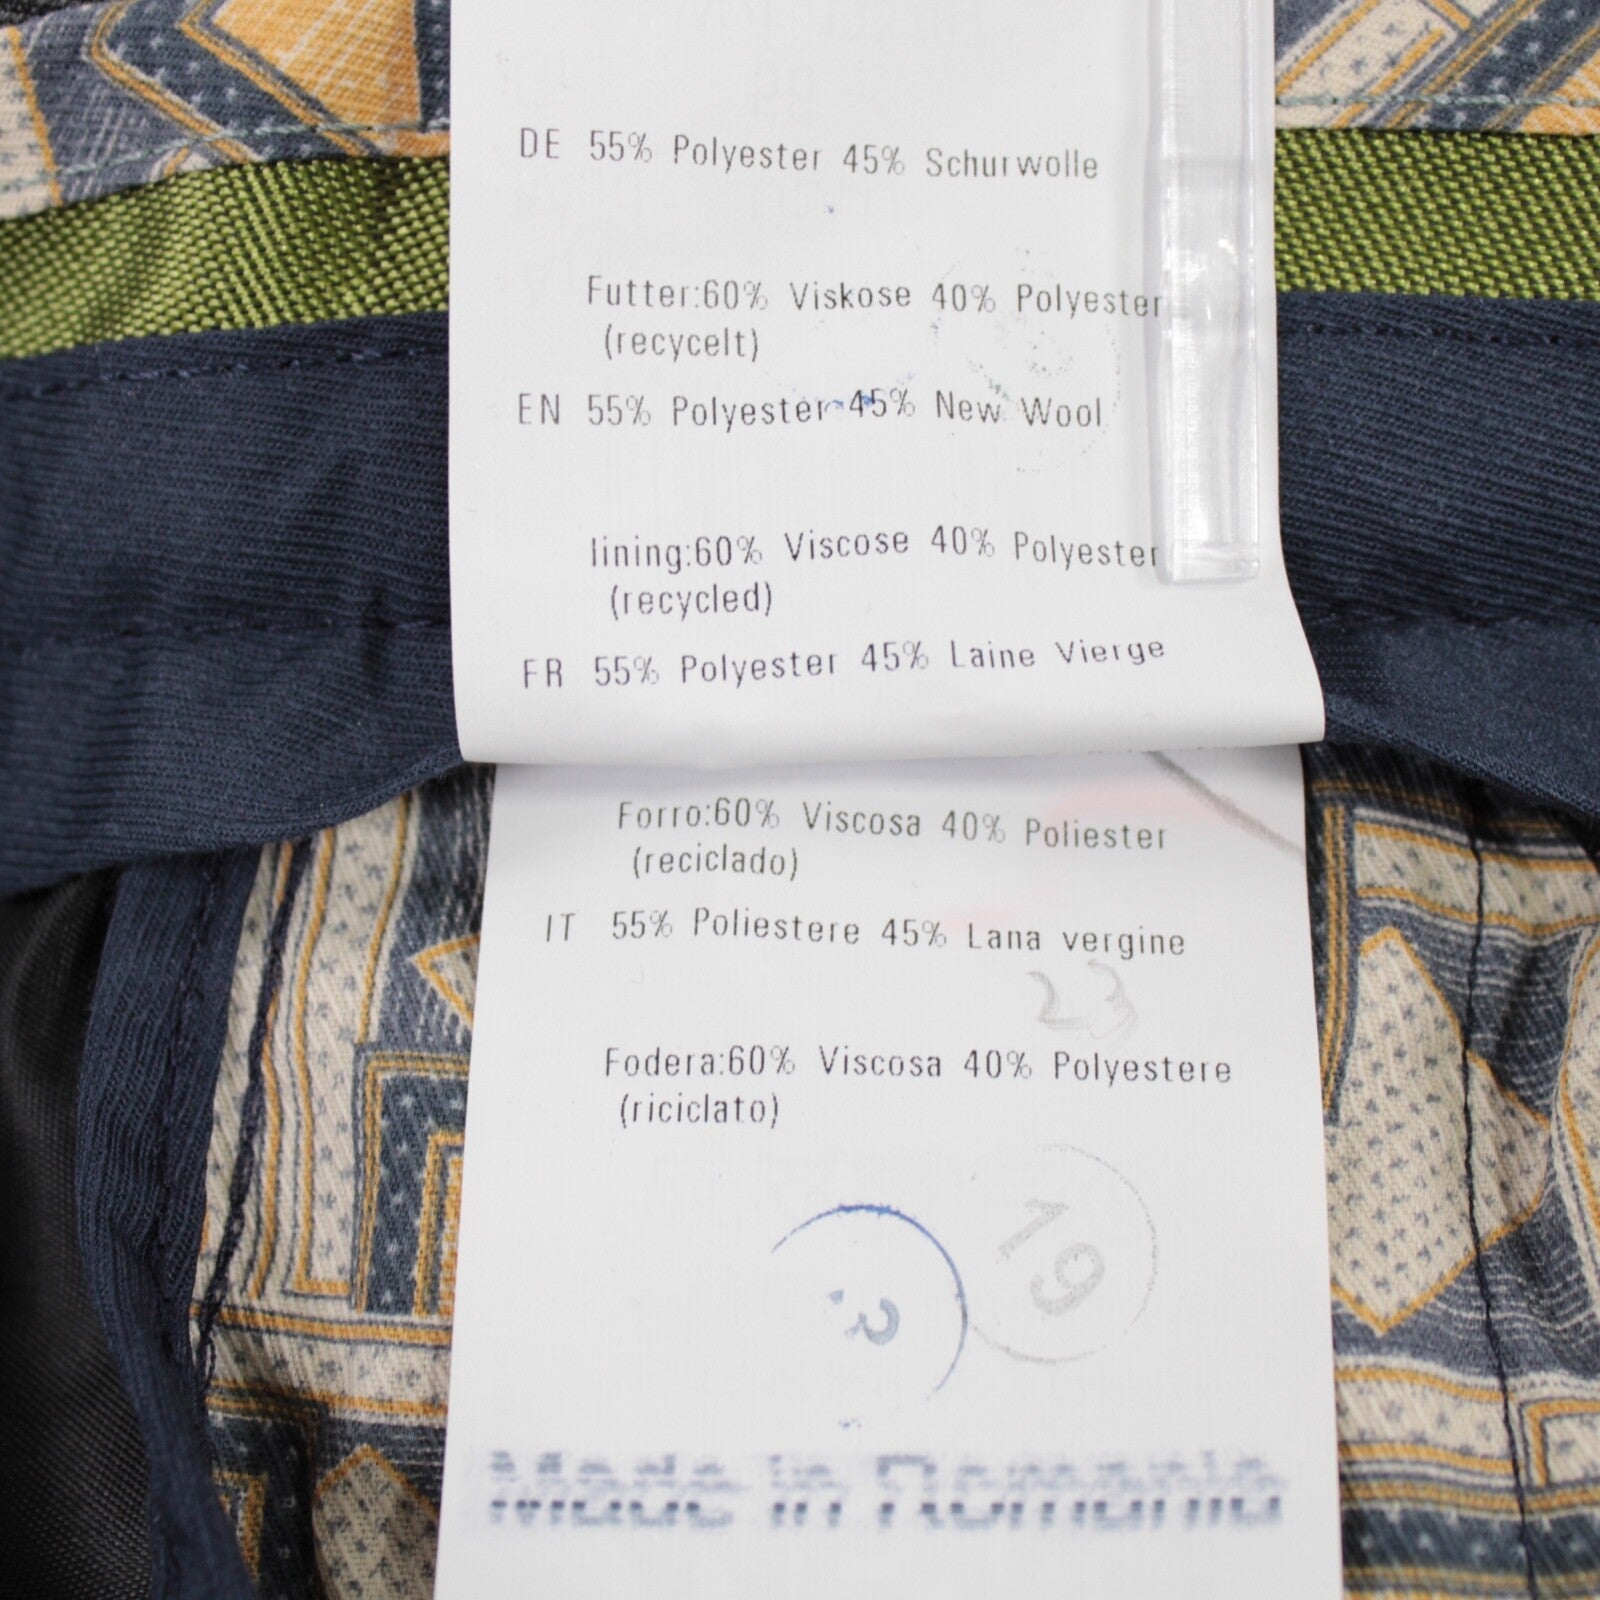 DE 55% Polyester 45% Schurwolle
Futter:60% Viskose 40% Polyester
(recycelt)
EN 55% Polyester 45% New Wool
lining:60% Viscose 40% Polyester
(recycled)
FR 55% Polyester 45% Laine Vierge
Forro:60% Viscosa 40% Poliester
(reciclado)
IT 55% Poliestere 45% Lana vergine
23
Fodera:60% Viscosa 40% Polyestere
(riciclato)
19
3
Made in Romania